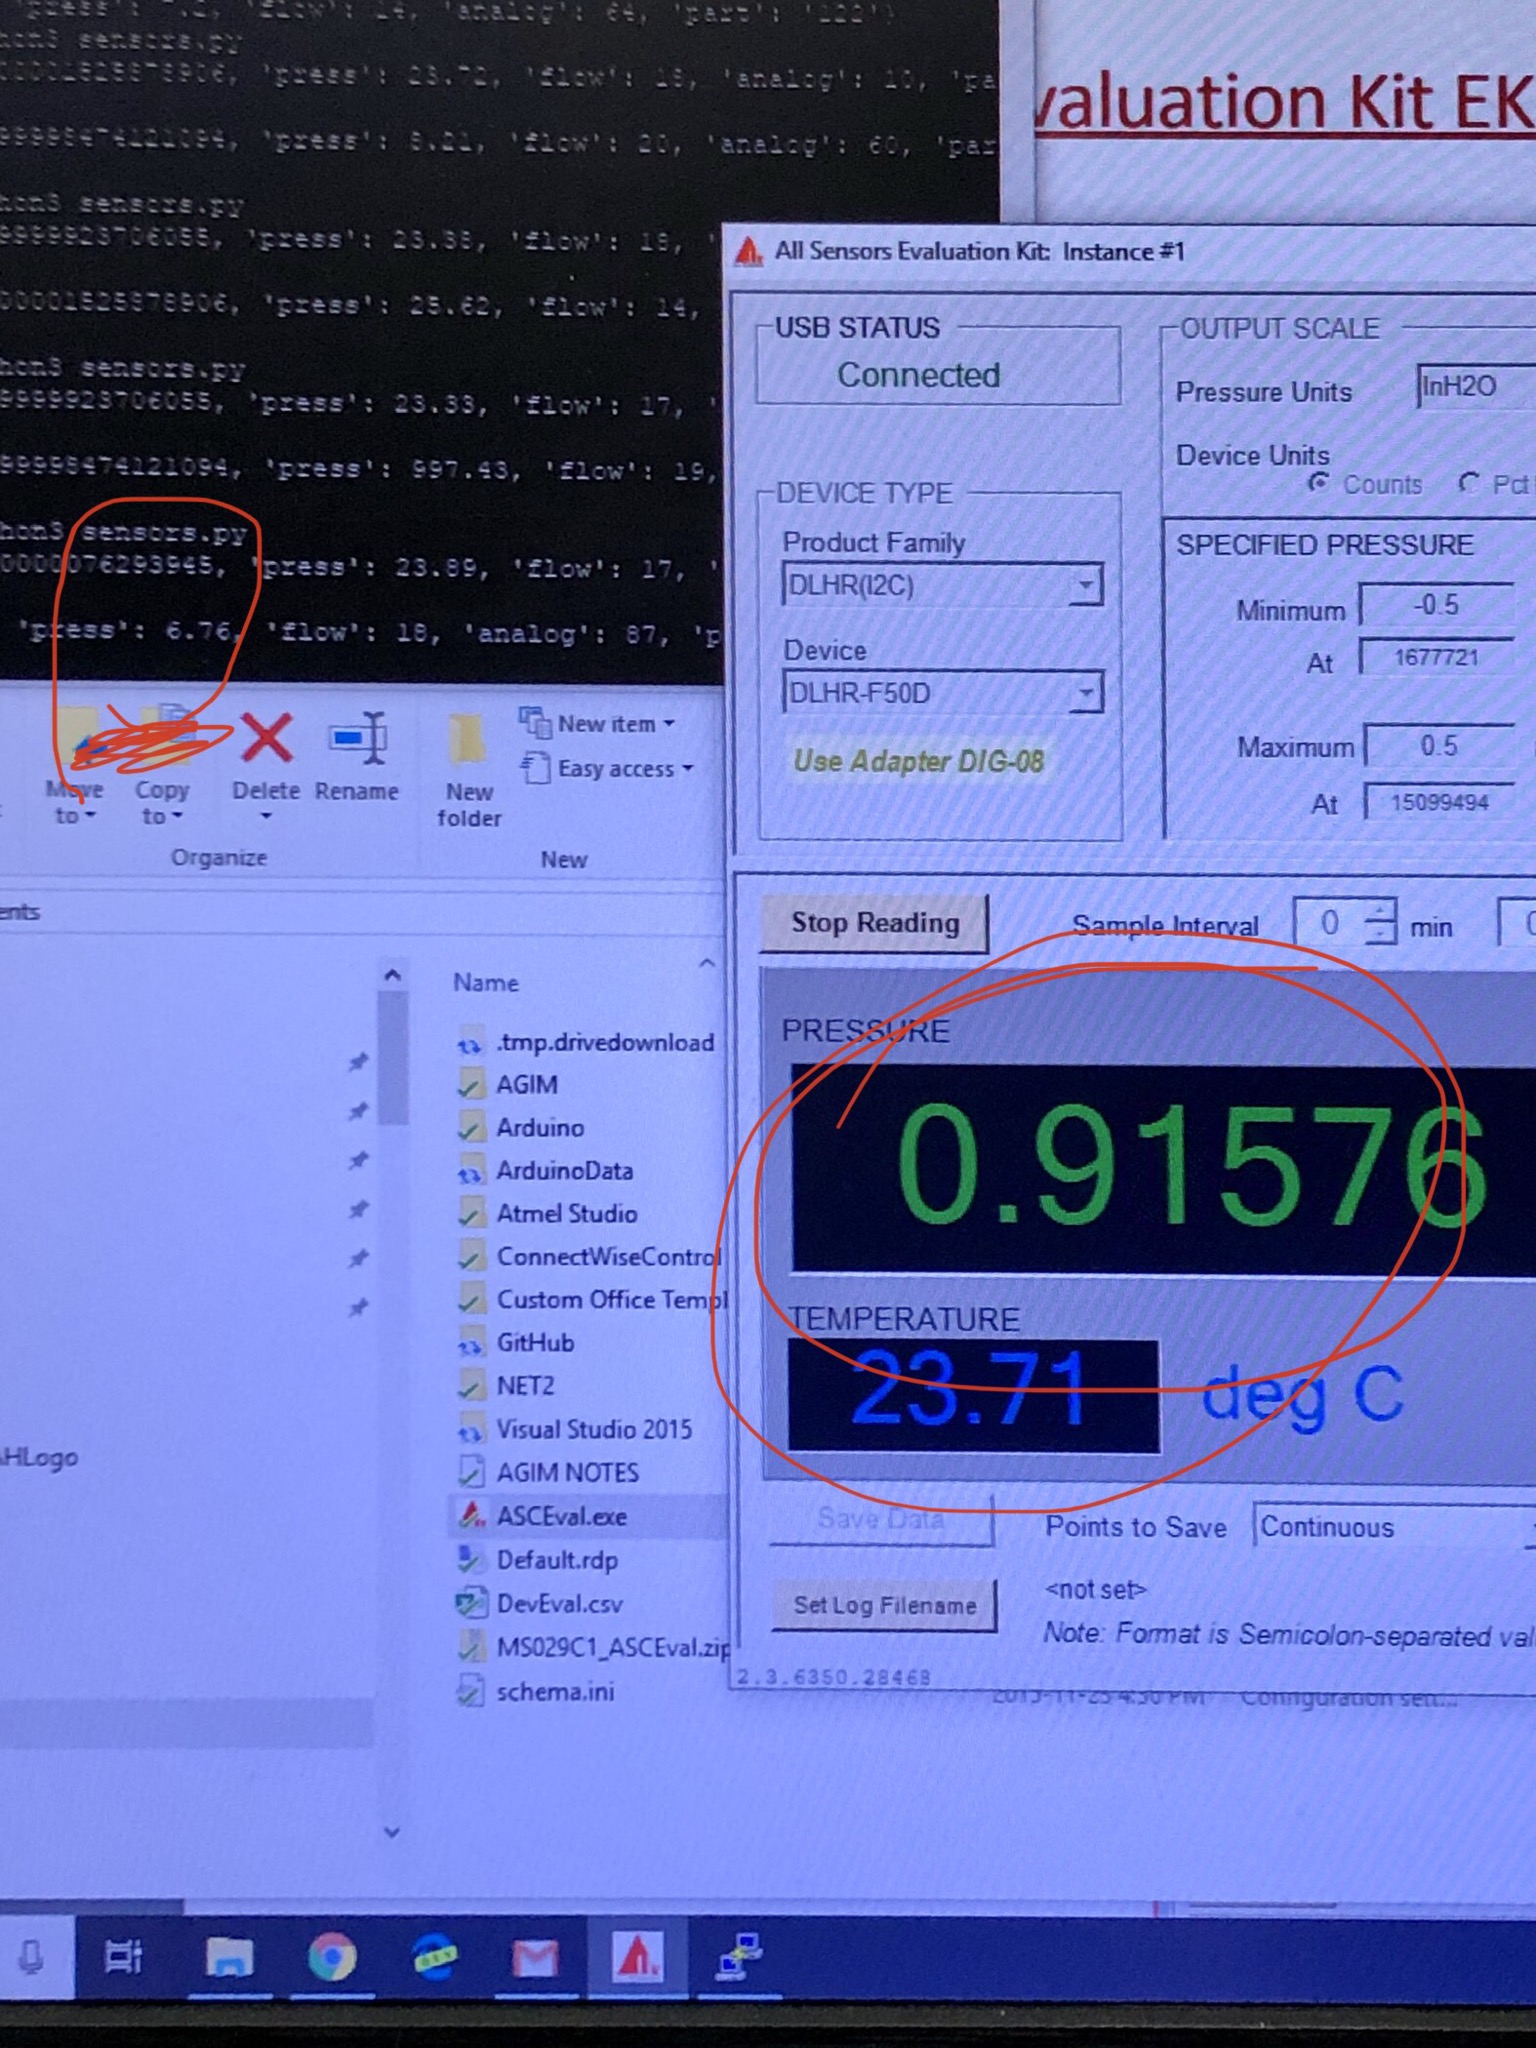 'press': 7.2, 'flow': 14, 'analog': 64, 'part': '122'}
hon3 sensors.py
00001525878906, 'press': 23.72, 'flow': 18, 'analog': 10, 'pa
99998474121094, 'press': 8.21, 'flow': 20, 'analog': 60, 'par
hon3 sensors.py
9999923706055, 'press': 23.38, 'flow': 18, '
00001525878906, 'press': 25.62, 'flow': 14,
hon3 sensors.py
9999923706055, 'press': 23.33, 'flow': 17, '
99998474121094, 'press': 997.43, 'flow': 19,
hon3 sensors.py
0000076293945, 'press': 23.89, 'flow': 17, '
'press': 6.76, 'flow': 18, 'analog': 87, 'p
valuation Kit EK
All Sensors Evaluation Kit: Instance #1
USB STATUS
Connected
OUTPUT SCALE
Pressure Units InH2O
Device Units
Counts Pct
DEVICE TYPE
Product Family
DLHR(I2C)
Device
DLHR-F50D
Use Adapter DIG-08
SPECIFIED PRESSURE
Minimum -0.5
At 1677721
Maximum 0.5
At 15099494
Stop Reading Sample Interval 0 min 0
PRESSURE
0.91576
TEMPERATURE
23.71 deg C
Save Data Points to Save Continuous
Set Log Filename <not set>
Note: Format is Semicolon-separated val
2.3.6350.28468
Move to
Copy to
Delete
Rename
New folder
New item
Easy access
Organize
New
ents
AHLogo
Name
.tmp.drivedownload
AGIM
Arduino
ArduinoData
Atmel Studio
ConnectWiseControl
Custom Office Templ
GitHub
NET2
Visual Studio 2015
AGIM NOTES
ASCEval.exe
Default.rdp
DevEval.csv
MS029C1_ASCEval.zip
schema.ini
4:30 PM Configuration sett...
DEV